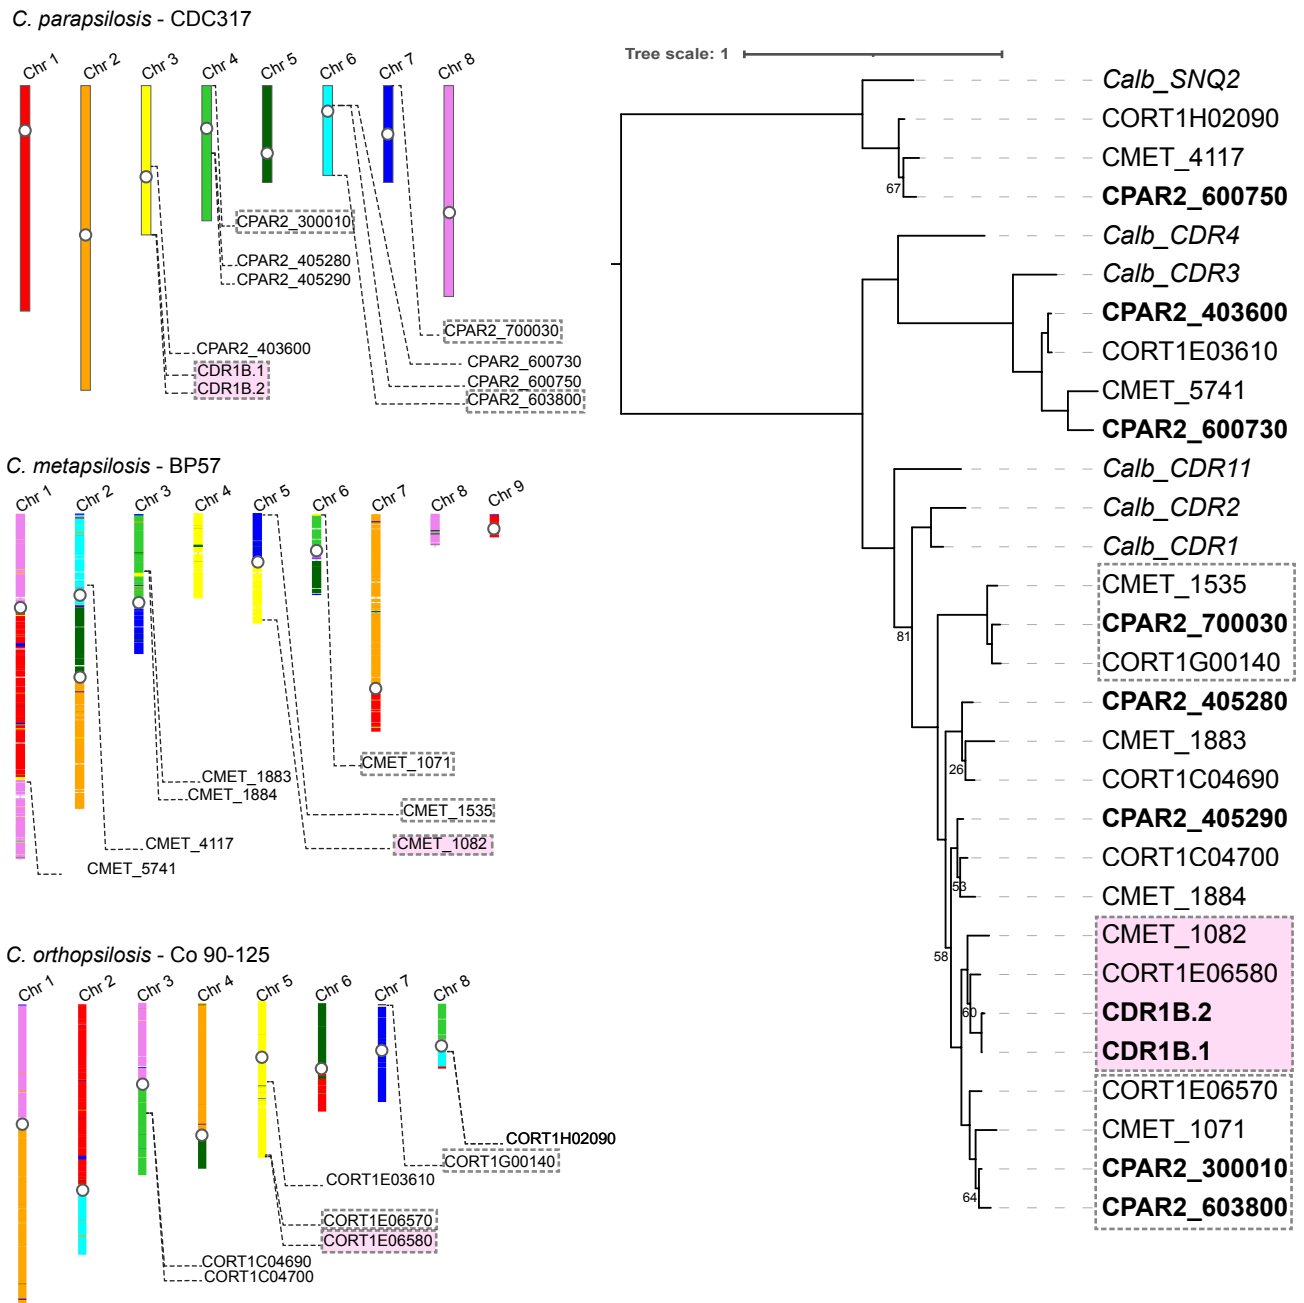 C. parapsilosis - CDC317
Chr 1
Chr 2
Chr 3
Chr 4
Chr 5
Chr 6
Chr 7
Chr 8
CPAR2_300010
CPAR2_405280
CPAR2_405290
CPAR2_700030
CPAR2_403600
CPAR2_600730
CDR1B.1
CPAR2_600750
CDR1B.2
CPAR2_603800
C. metapsilosis - BP57
Chr 1
Chr 2
Chr 3
Chr 4
Chr 5
Chr 6
Chr 7
Chr 8
Chr 9
CMET_1071
CMET_1883
CMET_1884
CMET_1535
CMET_4117
CMET_1082
CMET_5741
C. orthopsilosis - Co 90-125
Chr 1
Chr 2
Chr 3
Chr 4
Chr 5
Chr 6
Chr 7
Chr 8
CORT1H02090
CORT1G00140
CORT1E03610
CORT1E06570
CORT1E06580
CORT1C04690
CORT1C04700
Tree scale: 1
Calb_SNQ2
CORT1H02090
CMET_4117
67
CPAR2_600750
Calb_CDR4
Calb_CDR3
CPAR2_403600
CORT1E03610
CMET_5741
CPAR2_600730
Calb_CDR11
Calb_CDR2
Calb_CDR1
CMET_1535
CPAR2_700030
81
CORT1G00140
CPAR2_405280
CMET_1883
26
CORT1C04690
CPAR2_405290
CORT1C04700
53
CMET_1884
CMET_1082
58
CORT1E06580
60
CDR1B.2
CDR1B.1
CORT1E06570
CMET_1071
CPAR2_300010
64
CPAR2_603800